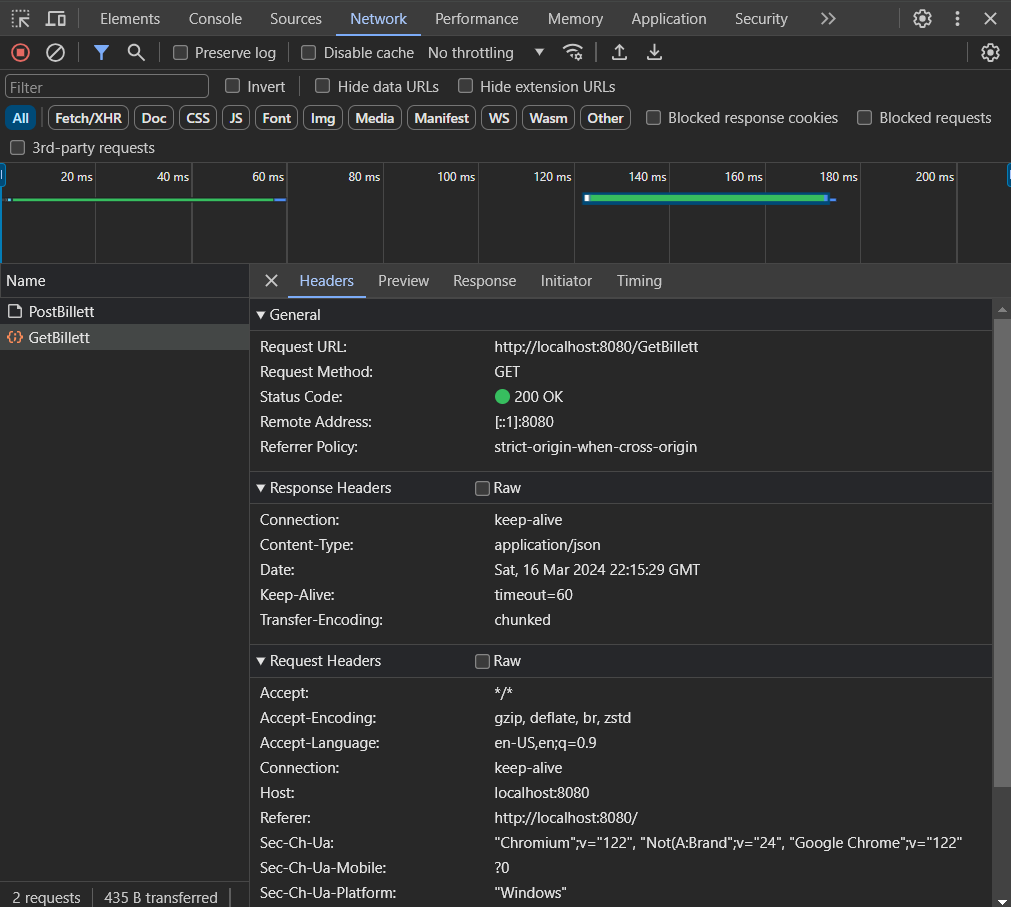 Elements Console Sources Network Performance Memory Application Security
Preserve log Disable cache No throttling
Filter Invert Hide data URLs Hide extension URLs
All Fetch/XHR Doc CSS JS Font Img Media Manifest WS Wasm Other Blocked response cookies Blocked requests
3rd-party requests
20 ms 40 ms 60 ms 80 ms 100 ms 120 ms 140 ms 160 ms 180 ms 200 ms
Name
PostBillett
GetBillett
Headers Preview Response Initiator Timing
General
Request URL: http://localhost:8080/GetBillett
Request Method: GET
Status Code: 200 OK
Remote Address: [::1]:8080
Referrer Policy: strict-origin-when-cross-origin
Response Headers Raw
Connection: keep-alive
Content-Type: application/json
Date: Sat, 16 Mar 2024 22:15:29 GMT
Keep-Alive: timeout=60
Transfer-Encoding: chunked
Request Headers Raw
Accept: */*
Accept-Encoding: gzip, deflate, br, zstd
Accept-Language: en-US,en;q=0.9
Connection: keep-alive
Host: localhost:8080
Referer: http://localhost:8080/
Sec-Ch-Ua: "Chromium";v="122", "Not(A:Brand";v="24", "Google Chrome";v="122"
Sec-Ch-Ua-Mobile: ?0
Sec-Ch-Ua-Platform: "Windows"
2 requests 435 B transferred